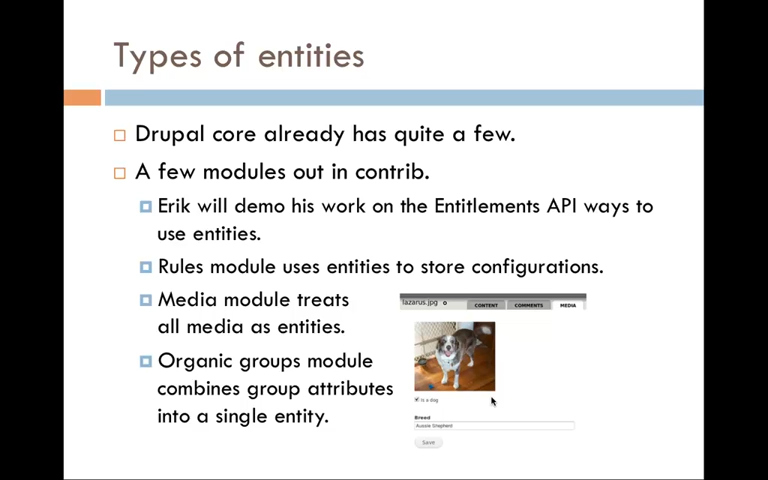 Types of entities
Drupal core already has quite a few.
A few modules out in contrib.
Erik will demo his work on the Entitlements API ways to
use entities.
Rules module uses entities to store configurations.
Media module treats
all media as entities.
Organic groups module
combines group attributes
into a single entity.
lazarus.jpg
CONTENT COMMENTS MEDIA
Is a dog
Breed
Aussie Shepherd
Save